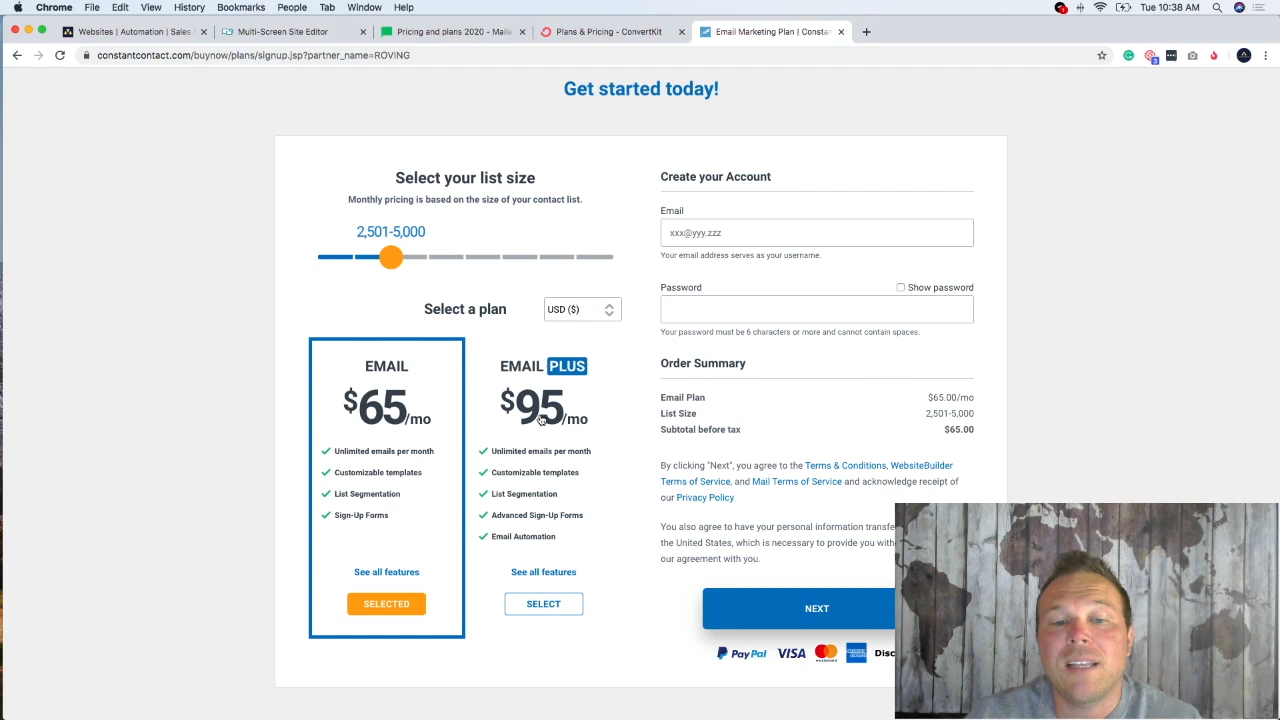 Chrome File Edit View History Bookmarks People Tab Window Help
Tue 10:38 AM
Websites | Automation | Sales
Multi-Screen Site Editor
Pricing and plans 2020 - Maile
Plans & Pricing - ConvertKit
Email Marketing Plan | Consta
constantcontact.com/buynow/plans/signup.jsp?partner_name=ROVING
Get started today!
Select your list size
Monthly pricing is based on the size of your contact list.
2,501-5,000
Select a plan
USD ($)
EMAIL
$65/mo
Unlimited emails per month
Customizable templates
List Segmentation
Sign-Up Forms
See all features
SELECTED
EMAIL PLUS
$95/mo
Unlimited emails per month
Customizable templates
List Segmentation
Advanced Sign-Up Forms
Email Automation
See all features
SELECT
Create your Account
Email
xxx@yyy.zzz
Your email address serves as your username.
Password
Show password
Your password must be 6 characters or more and cannot contain spaces.
Order Summary
Email Plan $65.00/mo
List Size 2,501-5,000
Subtotal before tax $65.00
By clicking "Next", you agree to the Terms & Conditions, WebsiteBuilder
Terms of Service, and Mail Terms of Service and acknowledge receipt of
our Privacy Policy
You also agree to have your personal information transfe
the United States, which is necessary to provide you with
our agreement with you.
NEXT
PayPal VISA Disc